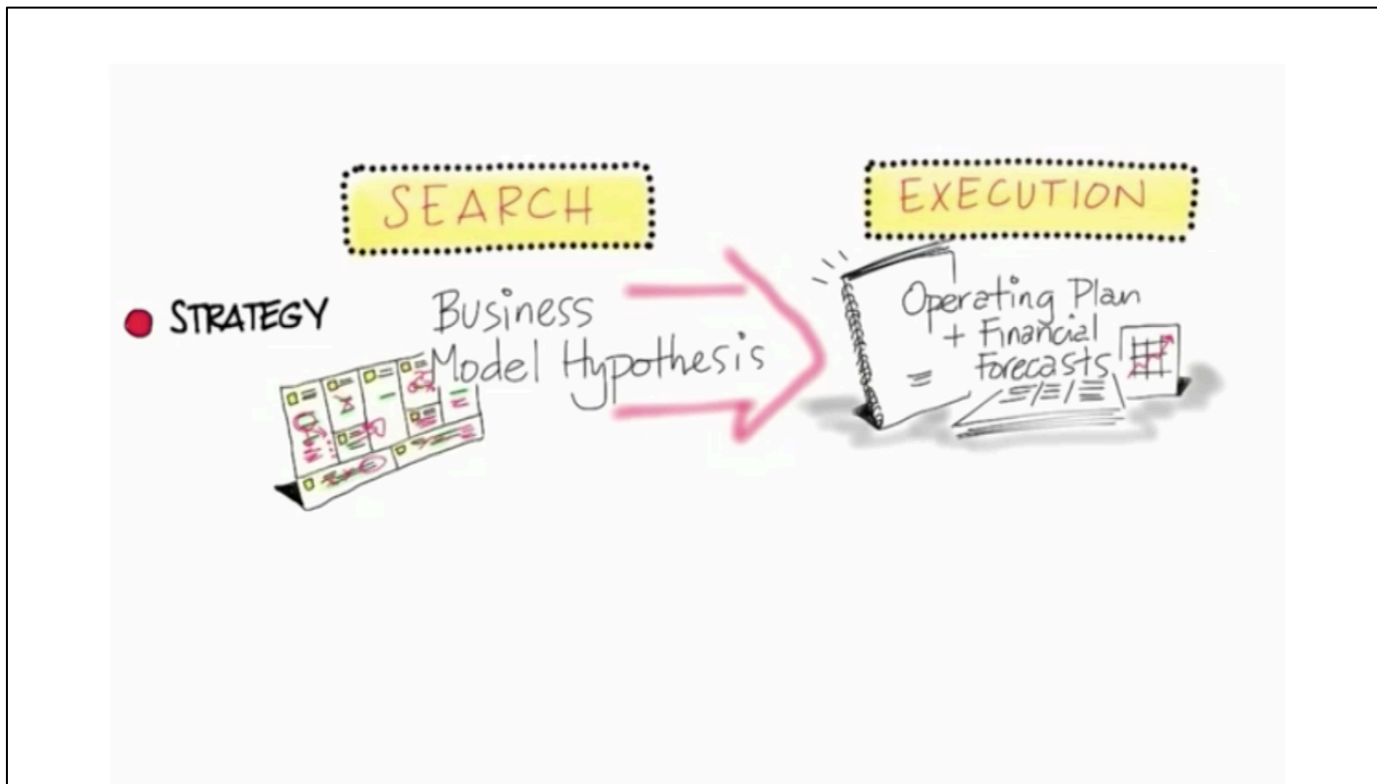 SEARCH
EXECUTION
STRATEGY
Business
Model Hypothesis
Operating Plan
+ Financial
Forecasts